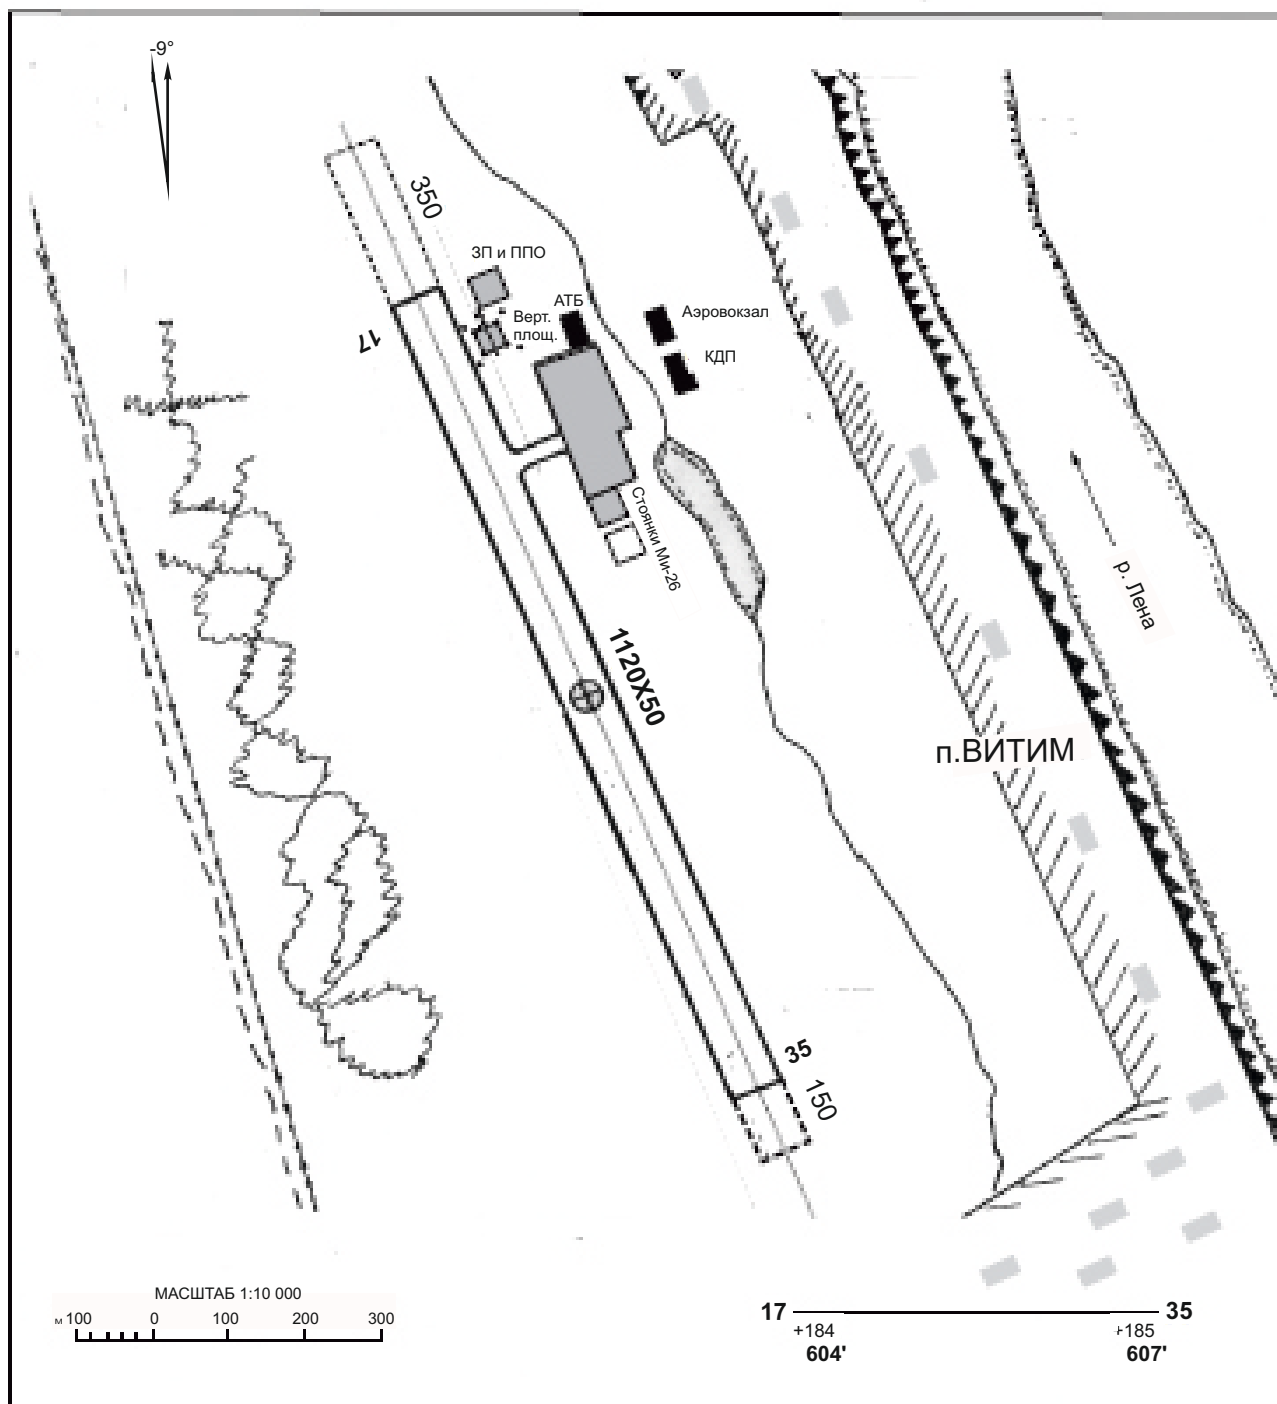 -9°
350
ЗП и ППО
АТБ
Верт.
площ.
Аэровокзал
КДП
17
Стоянки Ми-26
р. Лена
1120X50
п.ВИТИМ
35
150
МАСШТАБ 1:10 000
м 100 0 100 200 300
17 35
+184 +185
604' 607'